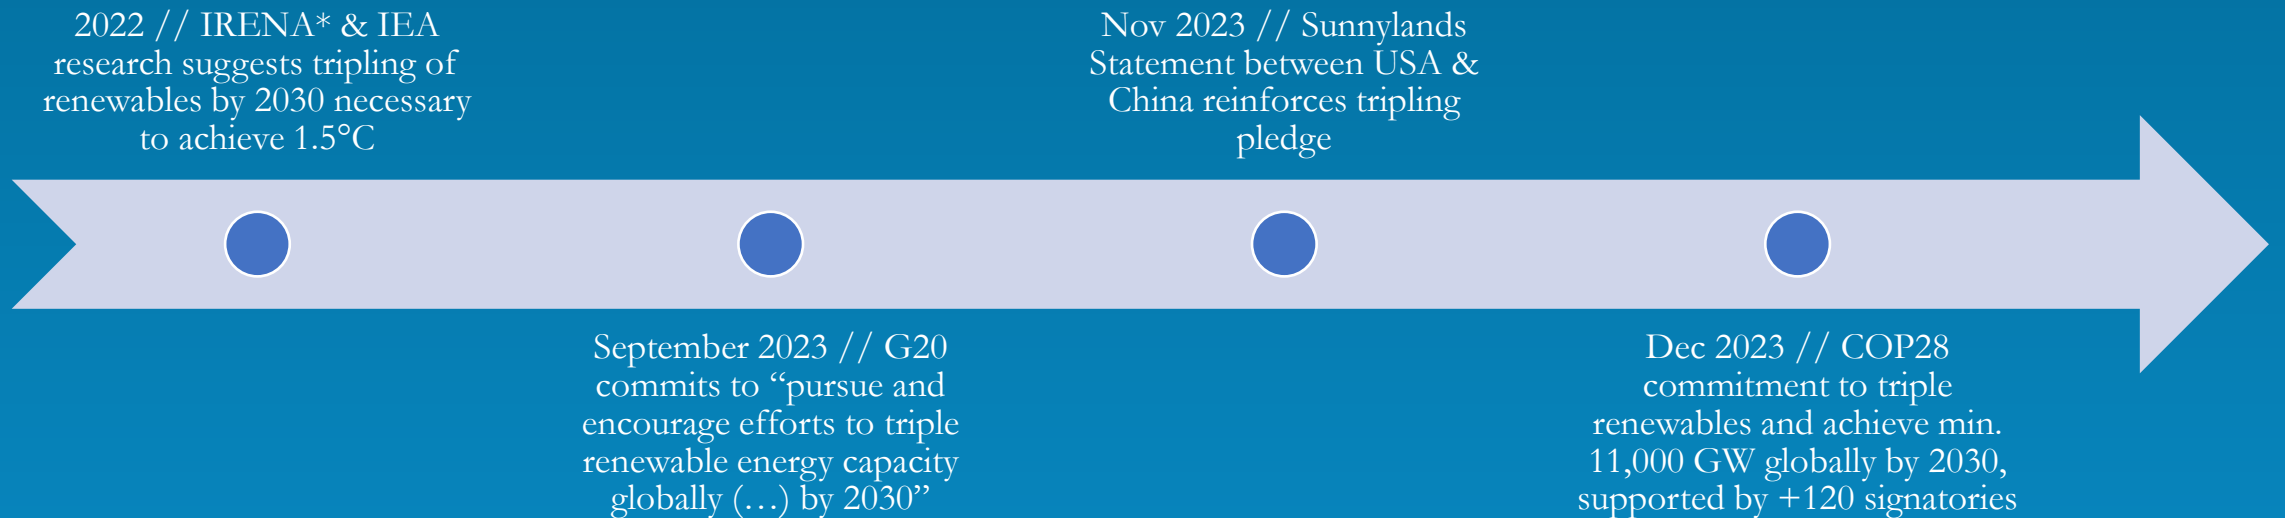 2022 // IRENA* & IEA
research suggests tripling of
renewables by 2030 necessary
to achieve 1.5°C
September 2023 // G20
commits to “pursue and
encourage efforts to triple
renewable energy capacity
globally (…) by 2030”
Nov 2023 // Sunnylands
Statement between USA &
China reinforces tripling
pledge
Dec 2023 // COP28
commitment to triple
renewables and achieve min.
11,000 GW globally by 2030,
supported by +120 signatories